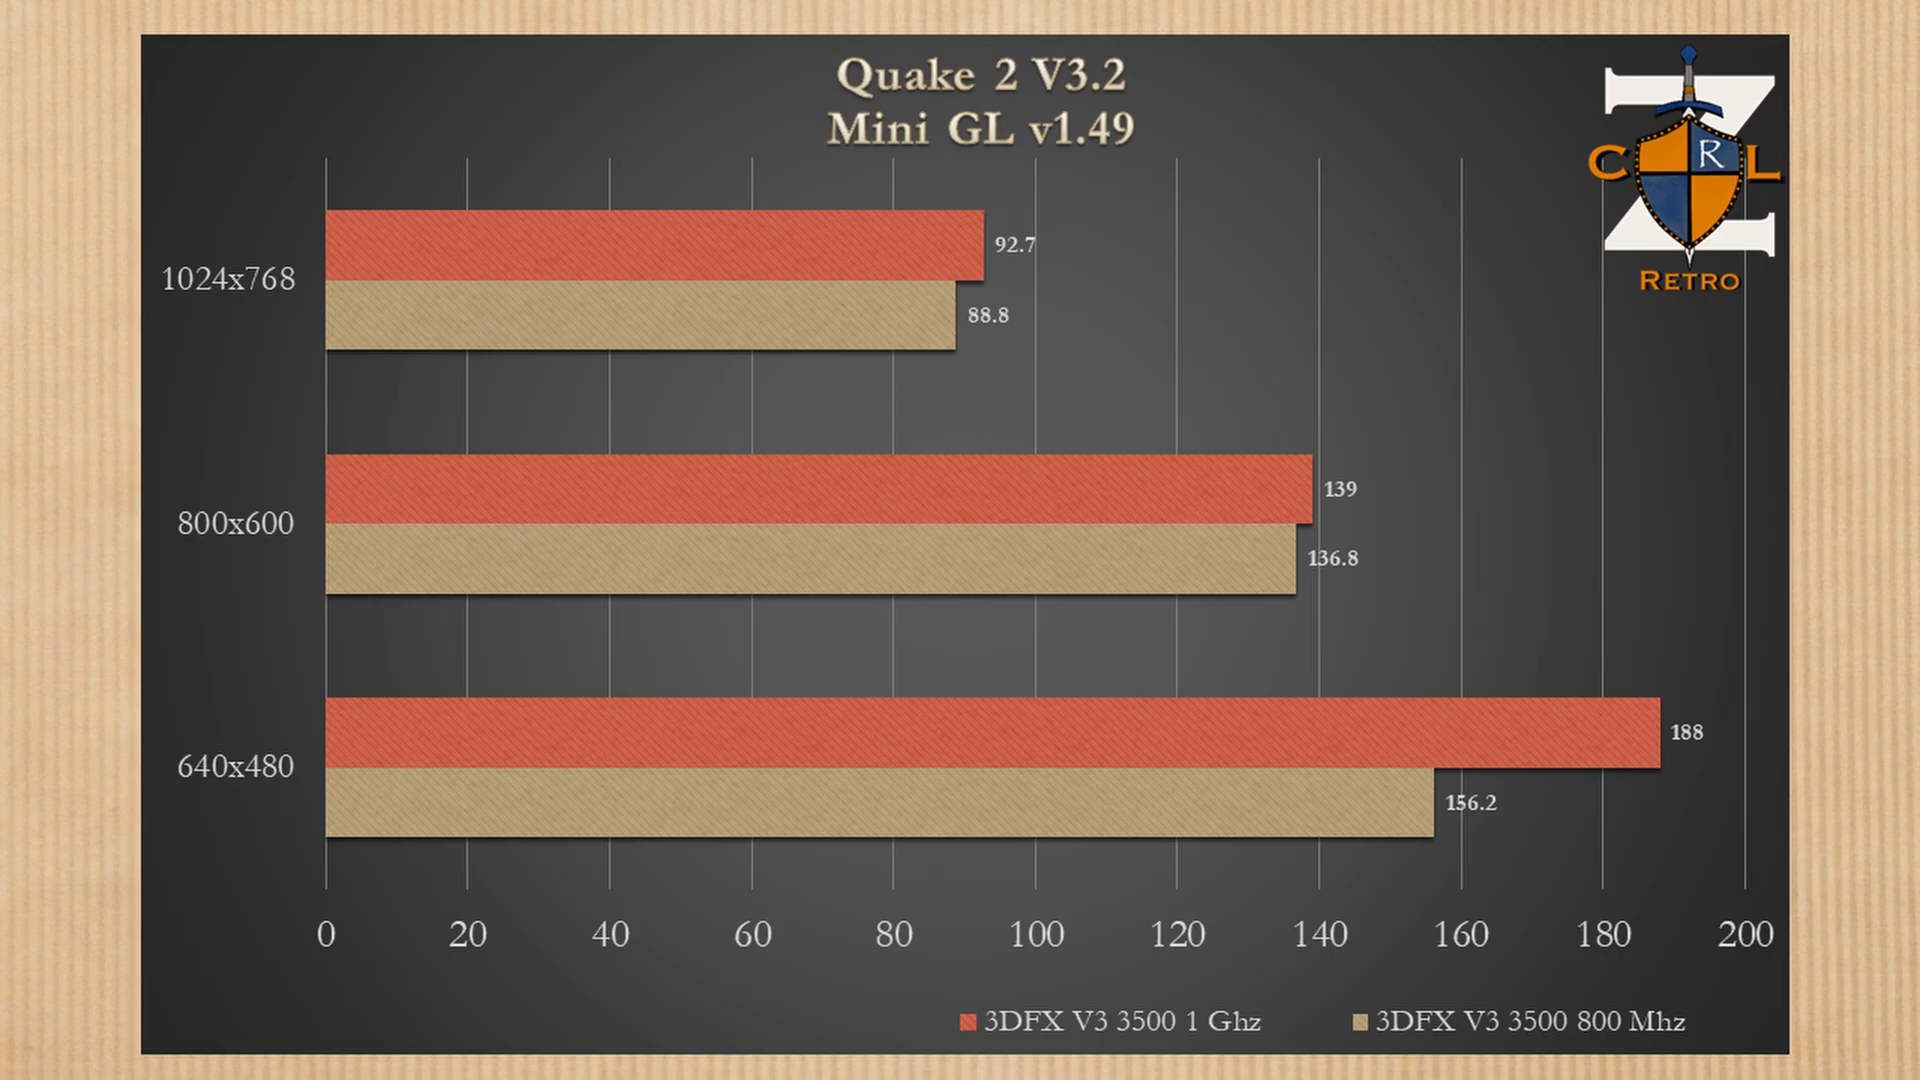 Quake 2 V3.2
Mini GL v1.49
C R L
Z
RETRO
1024x768
92.7
88.8
800x600
139
136.8
640x480
188
156.2
0 20 40 60 80 100 120 140 160 180 200
3DFX V3 3500 1 Ghz 3DFX V3 3500 800 Mhz